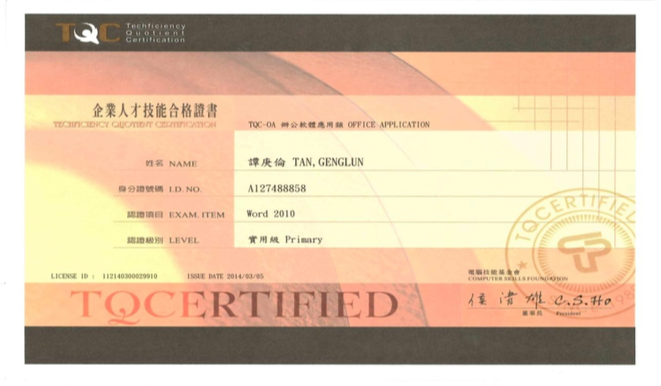 TQC Techficiency
Quotient
Certification
企業人才技能合格證書
TECHFICIENCY QUOTIENT CERTIFICATION
TQC-OA 辦公軟體應用類 OFFICE APPLICATION
姓名 NAME 譚庚倫 TAN,GENGLUN
身分證號碼 I.D. NO. A127488858
認證項目 EXAM. ITEM Word 2010
認證級別 LEVEL 實用級 Primary
TQCERTIFIED
LICENSE ID : 112140300029010 ISSUE DATE 2014/03/05
電腦技能基金會
COMPUTER SKILLS FOUNDATION
TQCERTIFIED
C.S.Ho
董事長 President